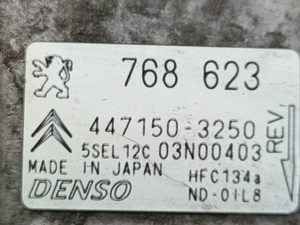 768 623
447150-3250
5SEL12C 03N00403
MADE IN JAPAN HFC134a
DENSO ND-OIL8
REV.